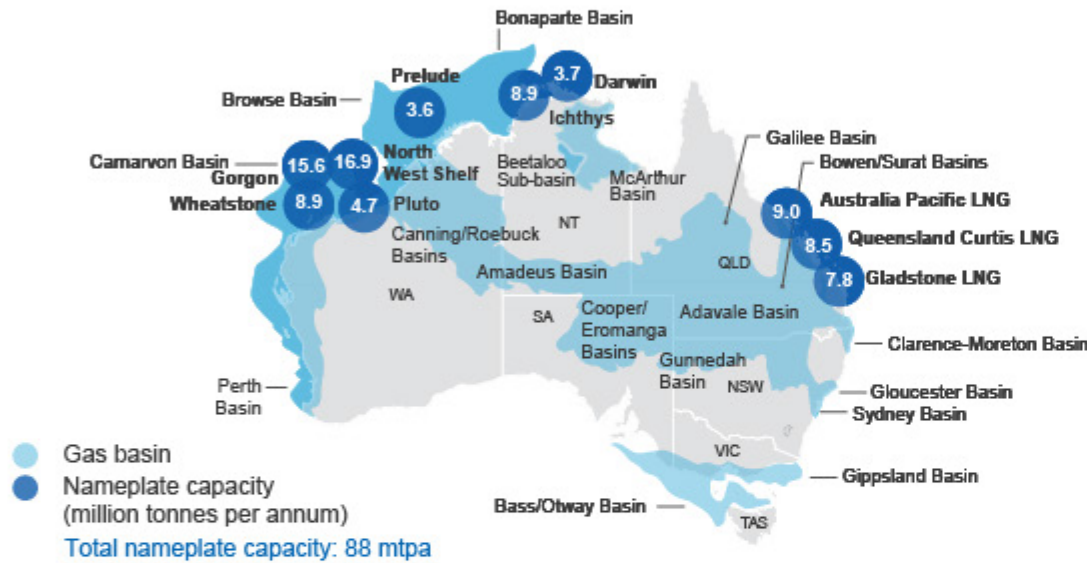 Bonaparte Basin
Prelude
3.7
Darwin
8.9
Browse Basin
3.6
Ichthys
Galilee Basin
Carnarvon Basin
15.6
16.9
North
West Shelf
Gorgon
Beetaloo
Sub-basin
McArthur
Basin
Bowen/Surat Basins
Wheatstone
8.9
4.7
Pluto
9.0
Australia Pacific LNG
Canning/Roebuck
Basins
NT
8.5
Queensland Curtis LNG
Amadeus Basin
QLD
7.8
Gladstone LNG
WA
SA
Cooper/
Eromanga
Basins
Adavale Basin
Gunnedah
Basin
Clarence-Moreton Basin
NSW
Gloucester Basin
Sydney Basin
Perth
Basin
VIC
Gippsland Basin
Bass/Otway Basin
TAS
Gas basin
Nameplate capacity
(million tonnes per annum)
Total nameplate capacity: 88 mtpa